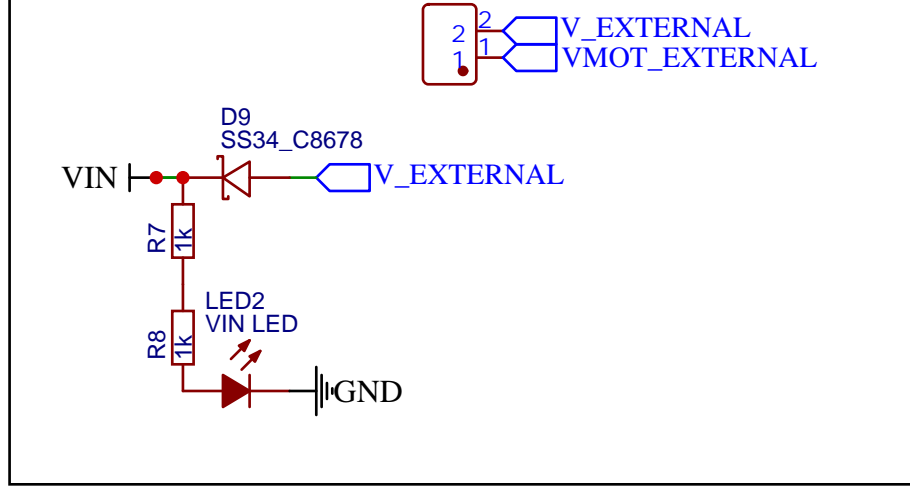 2 2 V_EXTERNAL
1 1 VMOT_EXTERNAL
D9
SS34_C8678
VIN
V_EXTERNAL
R7 1k
LED2
VIN LED
R8 1k
GND